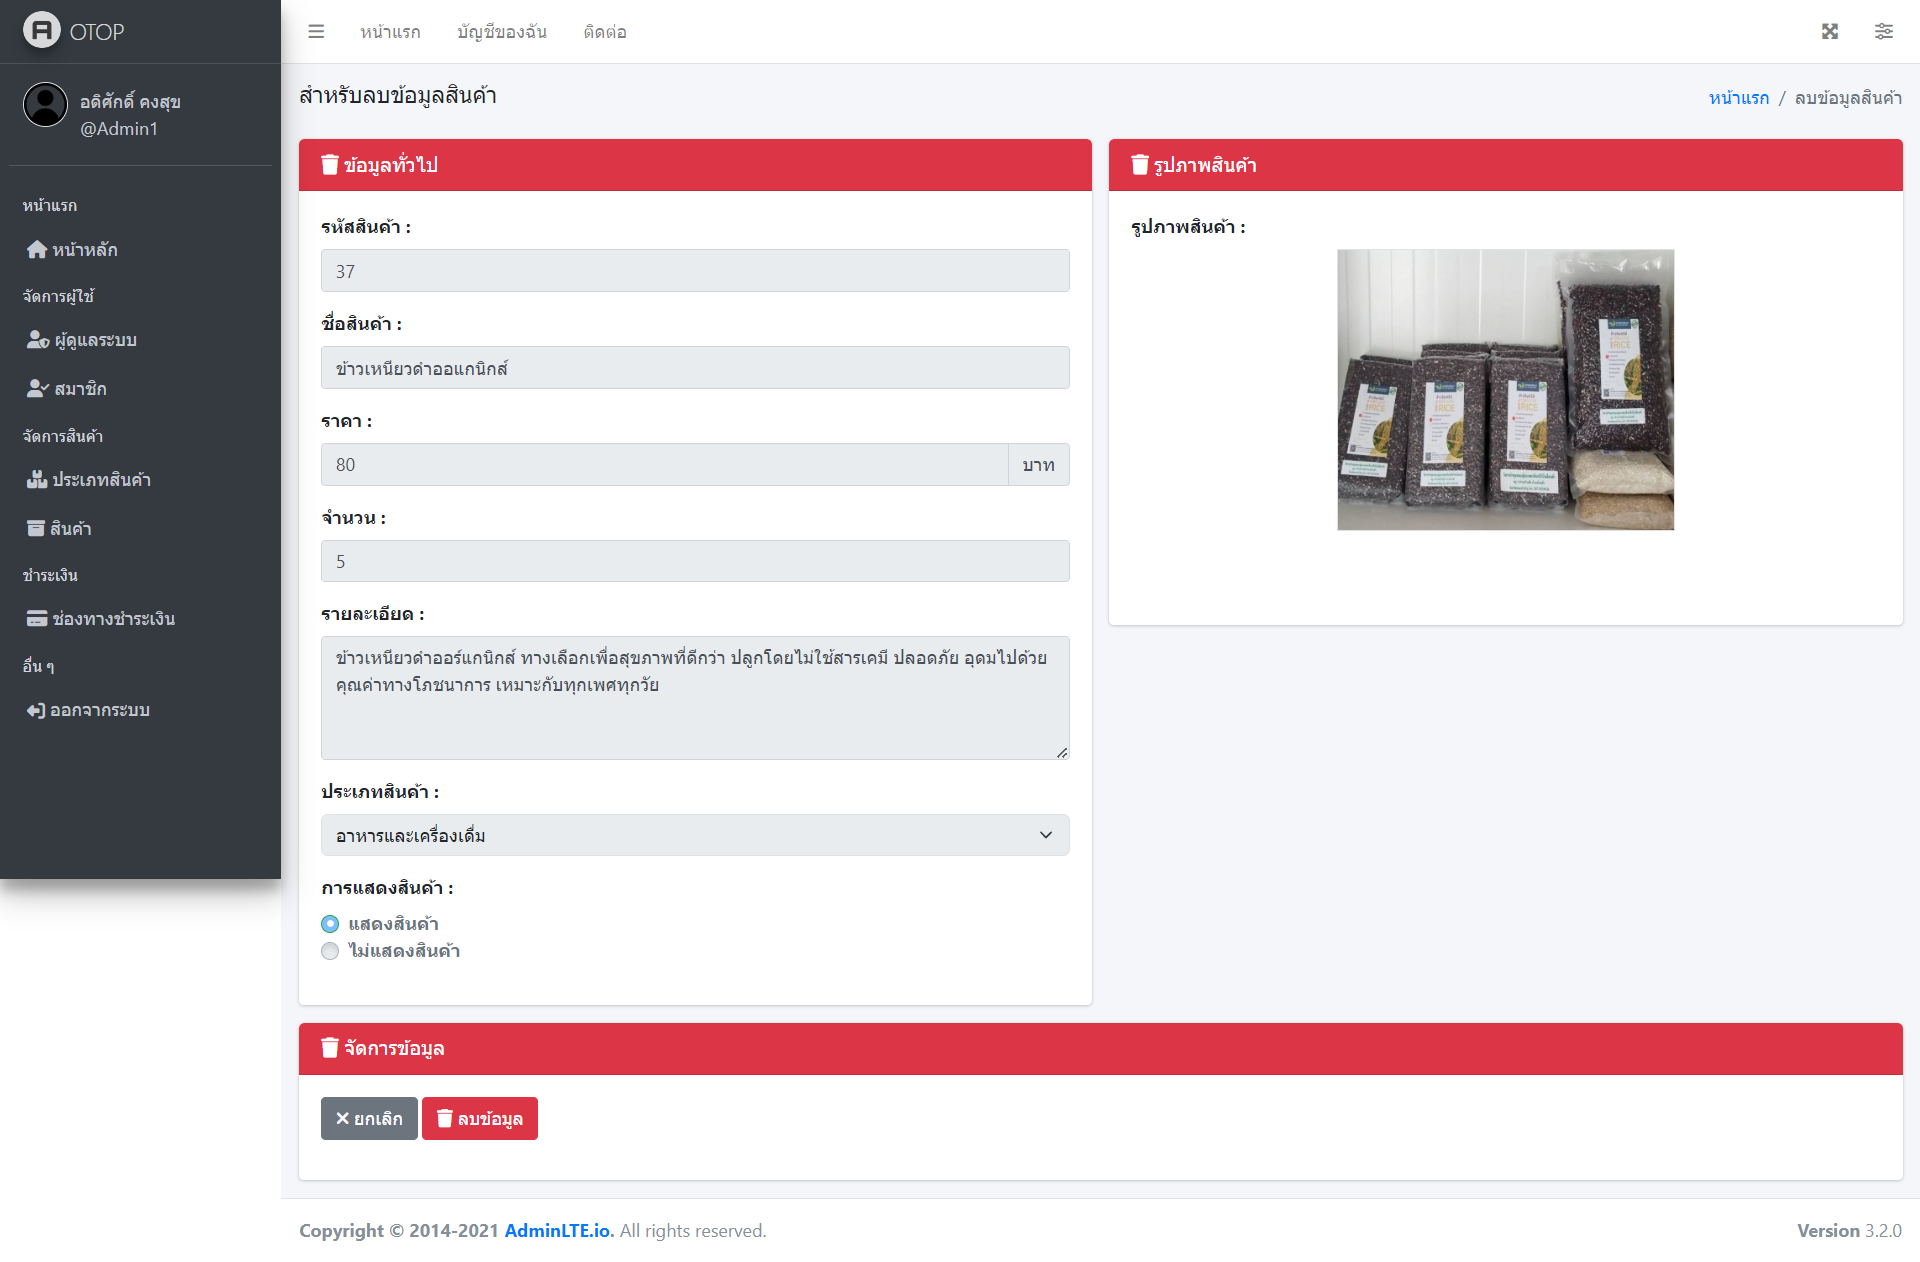 OTOP
หน้าแรก
บัญชีของฉัน
ติดต่อ
อดิศักดิ์ คงสุข
@Admin1
หน้าแรก
หน้าหลัก
จัดการผู้ใช้
ผู้ดูแลระบบ
สมาชิก
จัดการสินค้า
ประเภทสินค้า
สินค้า
ชำระเงิน
ช่องทางชำระเงิน
อื่น ๆ
ออกจากระบบ
สำหรับลบข้อมูลสินค้า
หน้าแรก / ลบข้อมูลสินค้า
ข้อมูลทั่วไป
รหัสสินค้า :
37
ชื่อสินค้า :
ข้าวเหนียวดำออแกนิกส์
ราคา :
80 บาท
จำนวน :
5
รายละเอียด :
ข้าวเหนียวดำออร์แกนิกส์ ทางเลือกเพื่อสุขภาพที่ดีกว่า ปลูกโดยไม่ใช้สารเคมี ปลอดภัย อุดมไปด้วย
คุณค่าทางโภชนาการ เหมาะกับทุกเพศทุกวัย
ประเภทสินค้า :
อาหารและเครื่องเดื่ม
การแสดงสินค้า :
แสดงสินค้า
ไม่แสดงสินค้า
รูปภาพสินค้า
รูปภาพสินค้า :
RICE
RICE
RICE
RICE
จัดการข้อมูล
ยกเลิก
ลบข้อมูล
Copyright © 2014-2021 AdminLTE.io. All rights reserved.
Version 3.2.0